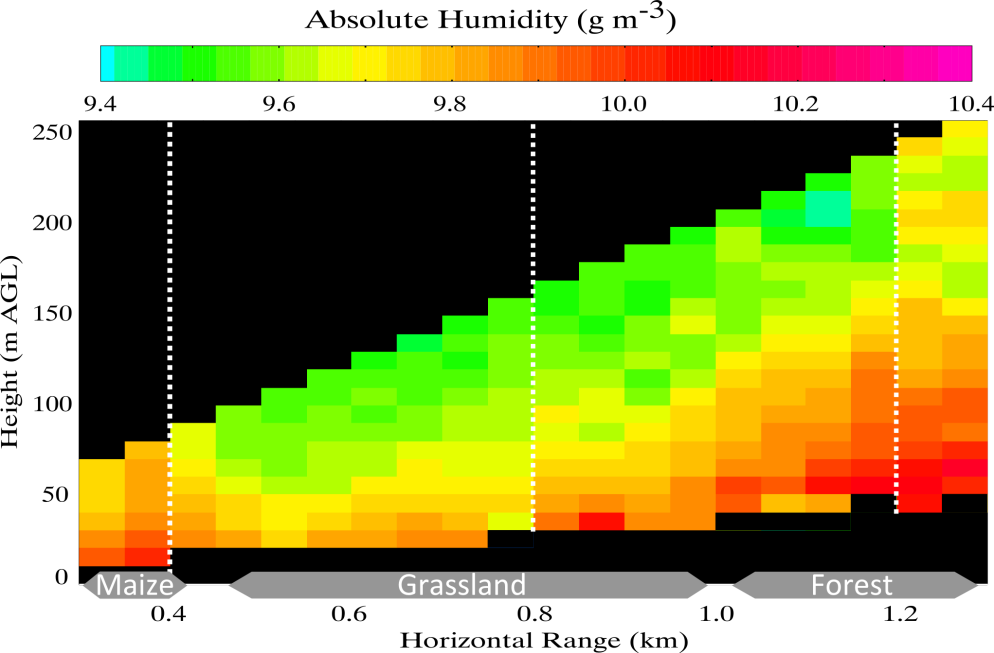 Absolute Humidity (g m-3)
9.4 9.6 9.8 10.0 10.2 10.4
250
200
150
100
50
0
Height (m AGL)
Maize Grassland Forest
0.4 0.6 0.8 1.0 1.2
Horizontal Range (km)